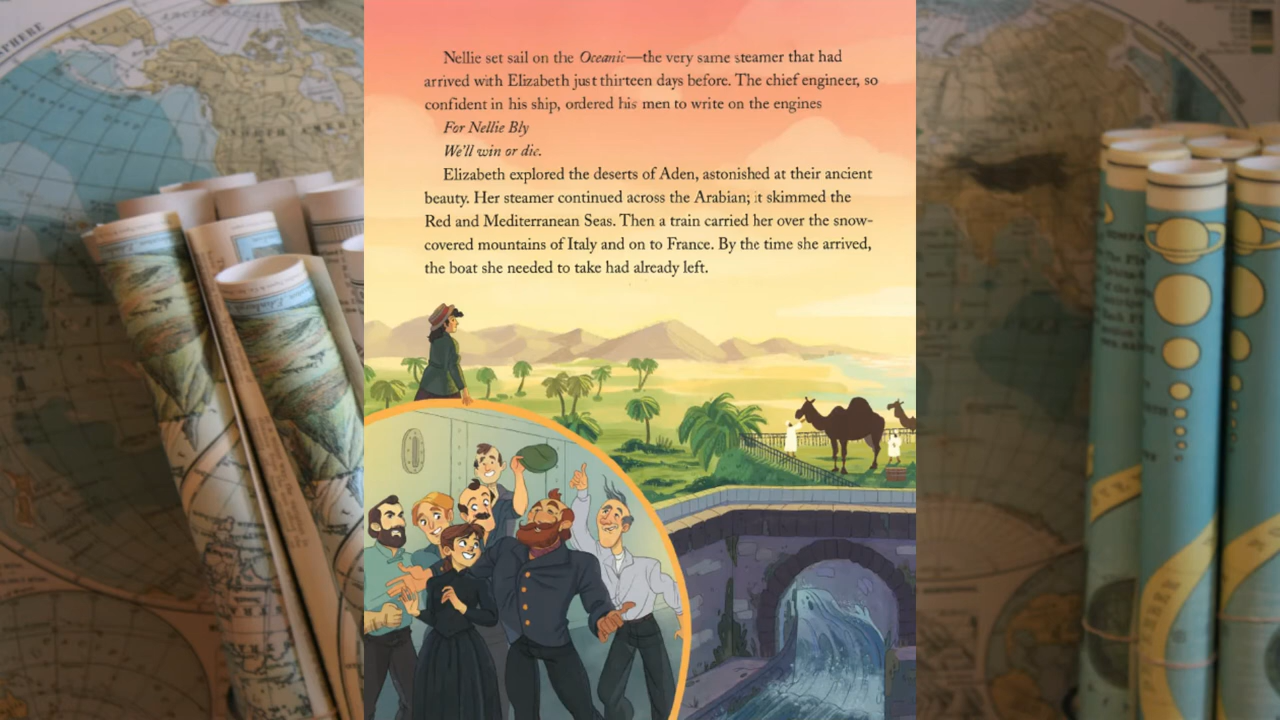 Nellie set sail on the Oceanic—the very same steamer that had
arrived with Elizabeth just thirteen days before. The chief engineer, so
confident in his ship, ordered his men to write on the engines
For Nellie Bly
We'll win or die.
Elizabeth explored the deserts of Aden, astonished at their ancient
beauty. Her steamer continued across the Arabian; it skimmed the
Red and Mediterranean Seas. Then a train carried her over the snow-
covered mountains of Italy and on to France. By the time she arrived,
the boat she needed to take had already left.